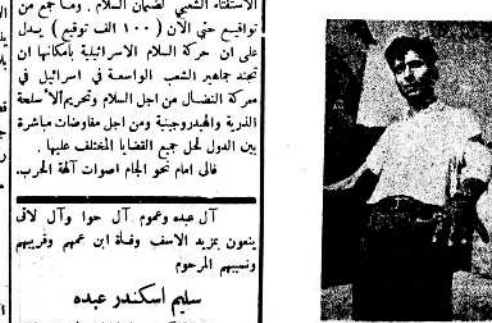 الاستفتاء الشعبي لضمان السلام . وما جمع من
تواقيع حتى الآن ( ١٠٠ الف توقيع ) يدل
على ان حركة السلام الاسرائيلية بامكانها ان
تجند جماهير الشعب الواسعة في اسرائيل في
معركة النضال من اجل السلام وتحريم الأسلحة
الذرية والهيدروجينية ومن اجل مفاوضات مباشرة
بين الدول لحل جميع القضايا المختلف عليها .
فالى امام نحو الجام اصوات آلهة الحرب.
آل عبده وعموم آل حوا وآل لاتي
ينعون بمزيد الاسف وفاة ابن عمهم وقريبهم
ونسيبهم المرحوم
سليم اسكندر عبده